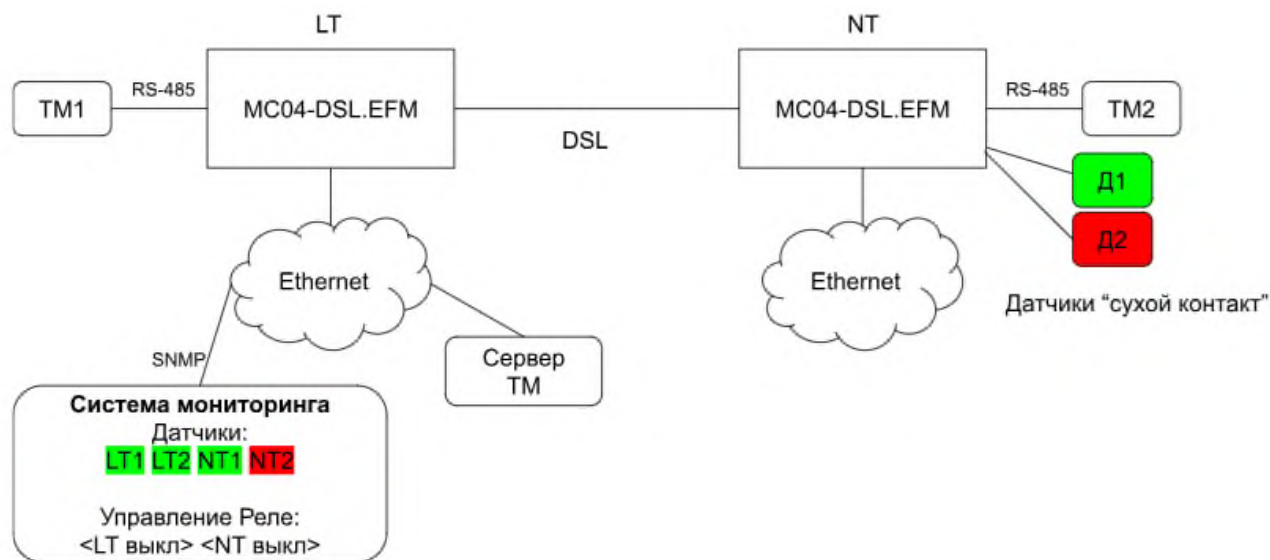 LT
NT
TM1
RS-485
MC04-DSL.EFM
DSL
MC04-DSL.EFM
RS-485
TM2
Д1
Д2
Датчики “сухой контакт”
Ethernet
Ethernet
SNMP
Сервер
ТМ
Система мониторинга
Датчики:
LT1 LT2 NT1 NT2
Управление Реле:
<LT выкл> <NT выкл>